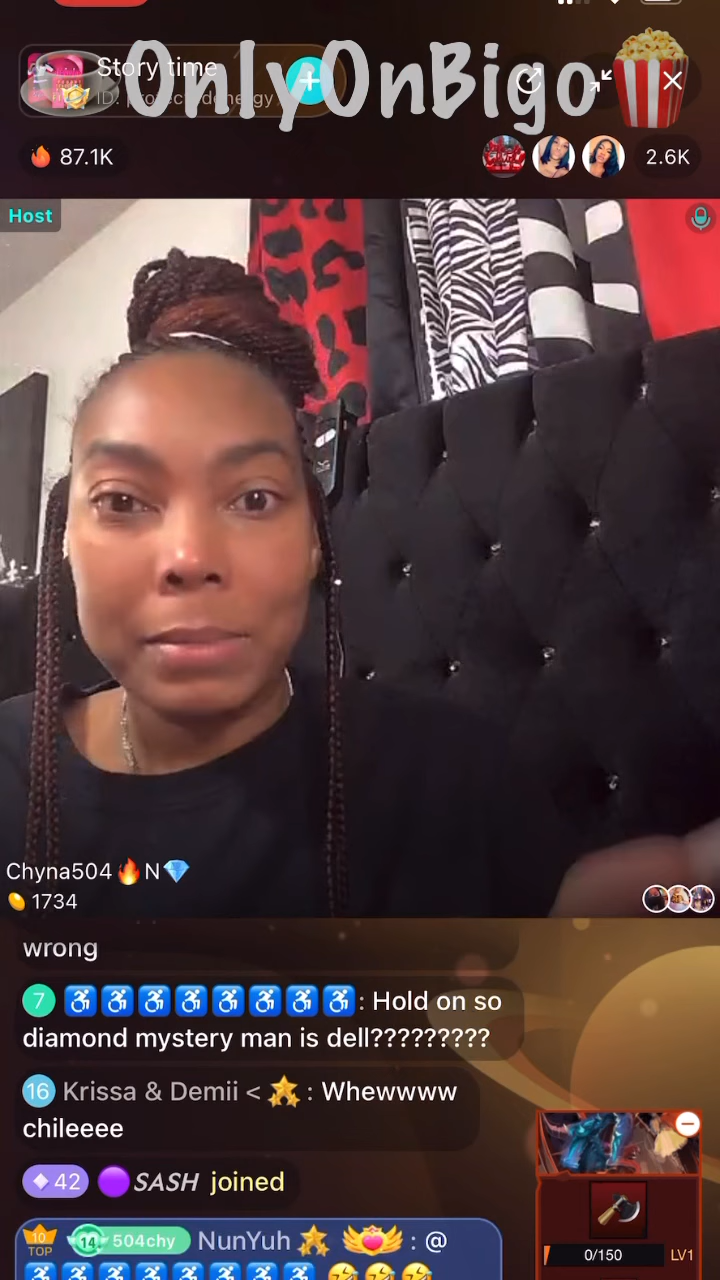 Story time
OnlyOnBigo
87.1K
2.6K
Host
Chyna504🔥N💎
1734
wrong
7 ♿♿♿♿♿♿♿♿: Hold on so
diamond mystery man is dell?????????
16 Krissa & Demii < ⭐ : Whewwww
chileeee
42 🟣SASH joined
10 TOP 14 504chy NunYuh ⭐ : @
♿♿♿♿♿♿♿♿ 🤣🤣🤣
0/150 LV1